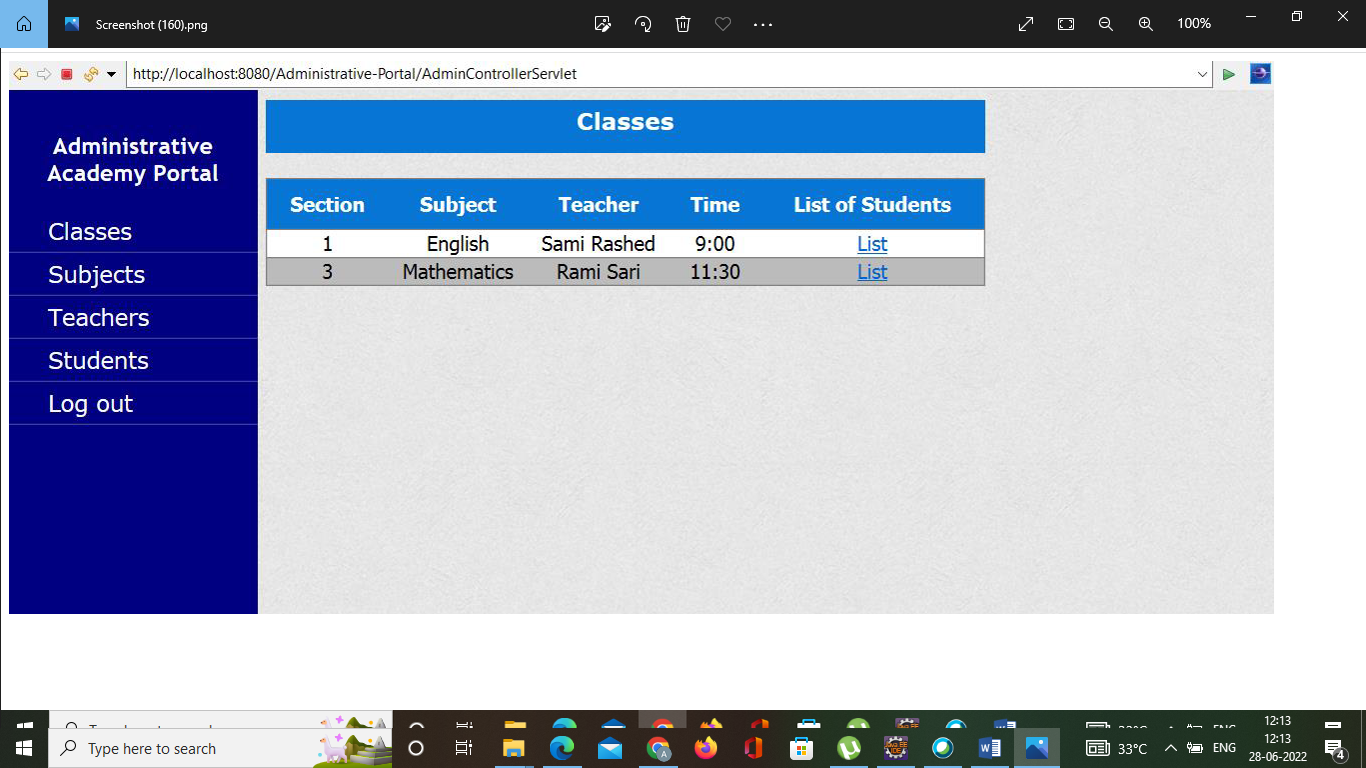 Screenshot (160).png
100%
http://localhost:8080/Administrative-Portal/AdminControllerServlet
Administrative
Academy Portal
Classes
Subjects
Teachers
Students
Log out
Classes
Section Subject Teacher Time List of Students
1 English Sami Rashed 9:00 List
3 Mathematics Rami Sari 11:30 List
12:13
Type here to search
33°C
ENG
12:13
28-06-2022
4